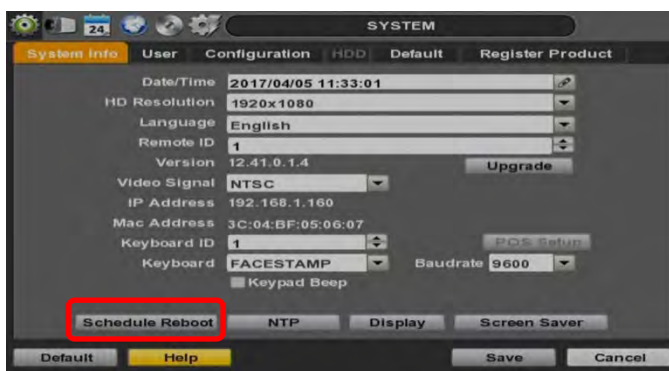 24 SYSTEM
System Info User Configuration HDD Default Register Product
Date/Time 2017/04/05 11:33:01
HD Resolution 1920x1080
Language English
Remote ID 1
Version 12.41.0.1.4 Upgrade
Video Signal NTSC
IP Address 192.168.1.160
Mac Address 3C:04:BF:05:06:07
Keyboard ID 1 POS Setup
Keyboard FACESTAMP Baudrate 9600
Keypad Beep
Schedule Reboot NTP Display Screen Saver
Default Help Save Cancel